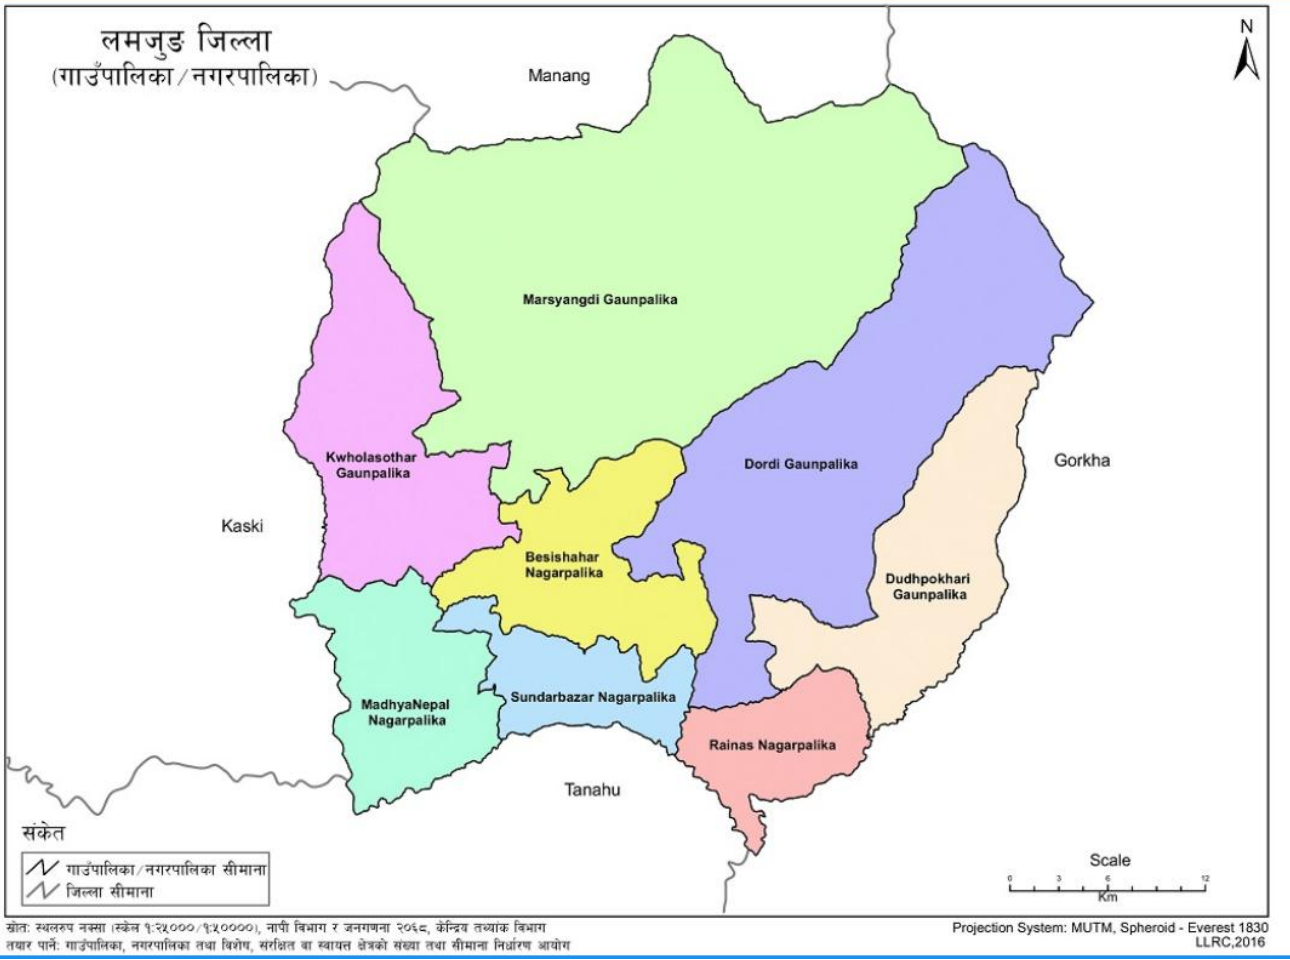 लमजुङ जिल्ला
(गाउँपालिका/नगरपालिका)
N
Manang
Marsyangdi Gaunpalika
Kwholasothar
Gaunpalika
Dordi Gaunpalika
Gorkha
Kaski
Besishahar
Nagarpalika
Dudhpokhari
Gaunpalika
MadhyaNepal
Nagarpalika
Sundarbazar Nagarpalika
Rainas Nagarpalika
Tanahu
संकेत
गाउँपालिका/नगरपालिका सीमाना
जिल्ला सीमाना
Scale
0 3 6 12
Km
स्रोत: स्थलरुप नक्सा (स्केल १:२५०००/१:५००००), नापी विभाग र जनगणना २०६८, केन्द्रिय तथ्यांक विभाग
तयार पार्ने: गाउँपालिका, नगरपालिका तथा विशेष, संरक्षित वा स्वायत्त क्षेत्रको संख्या तथा सीमाना निर्धारण आयोग
Projection System: MUTM, Spheroid - Everest 1830
LLRC,2016